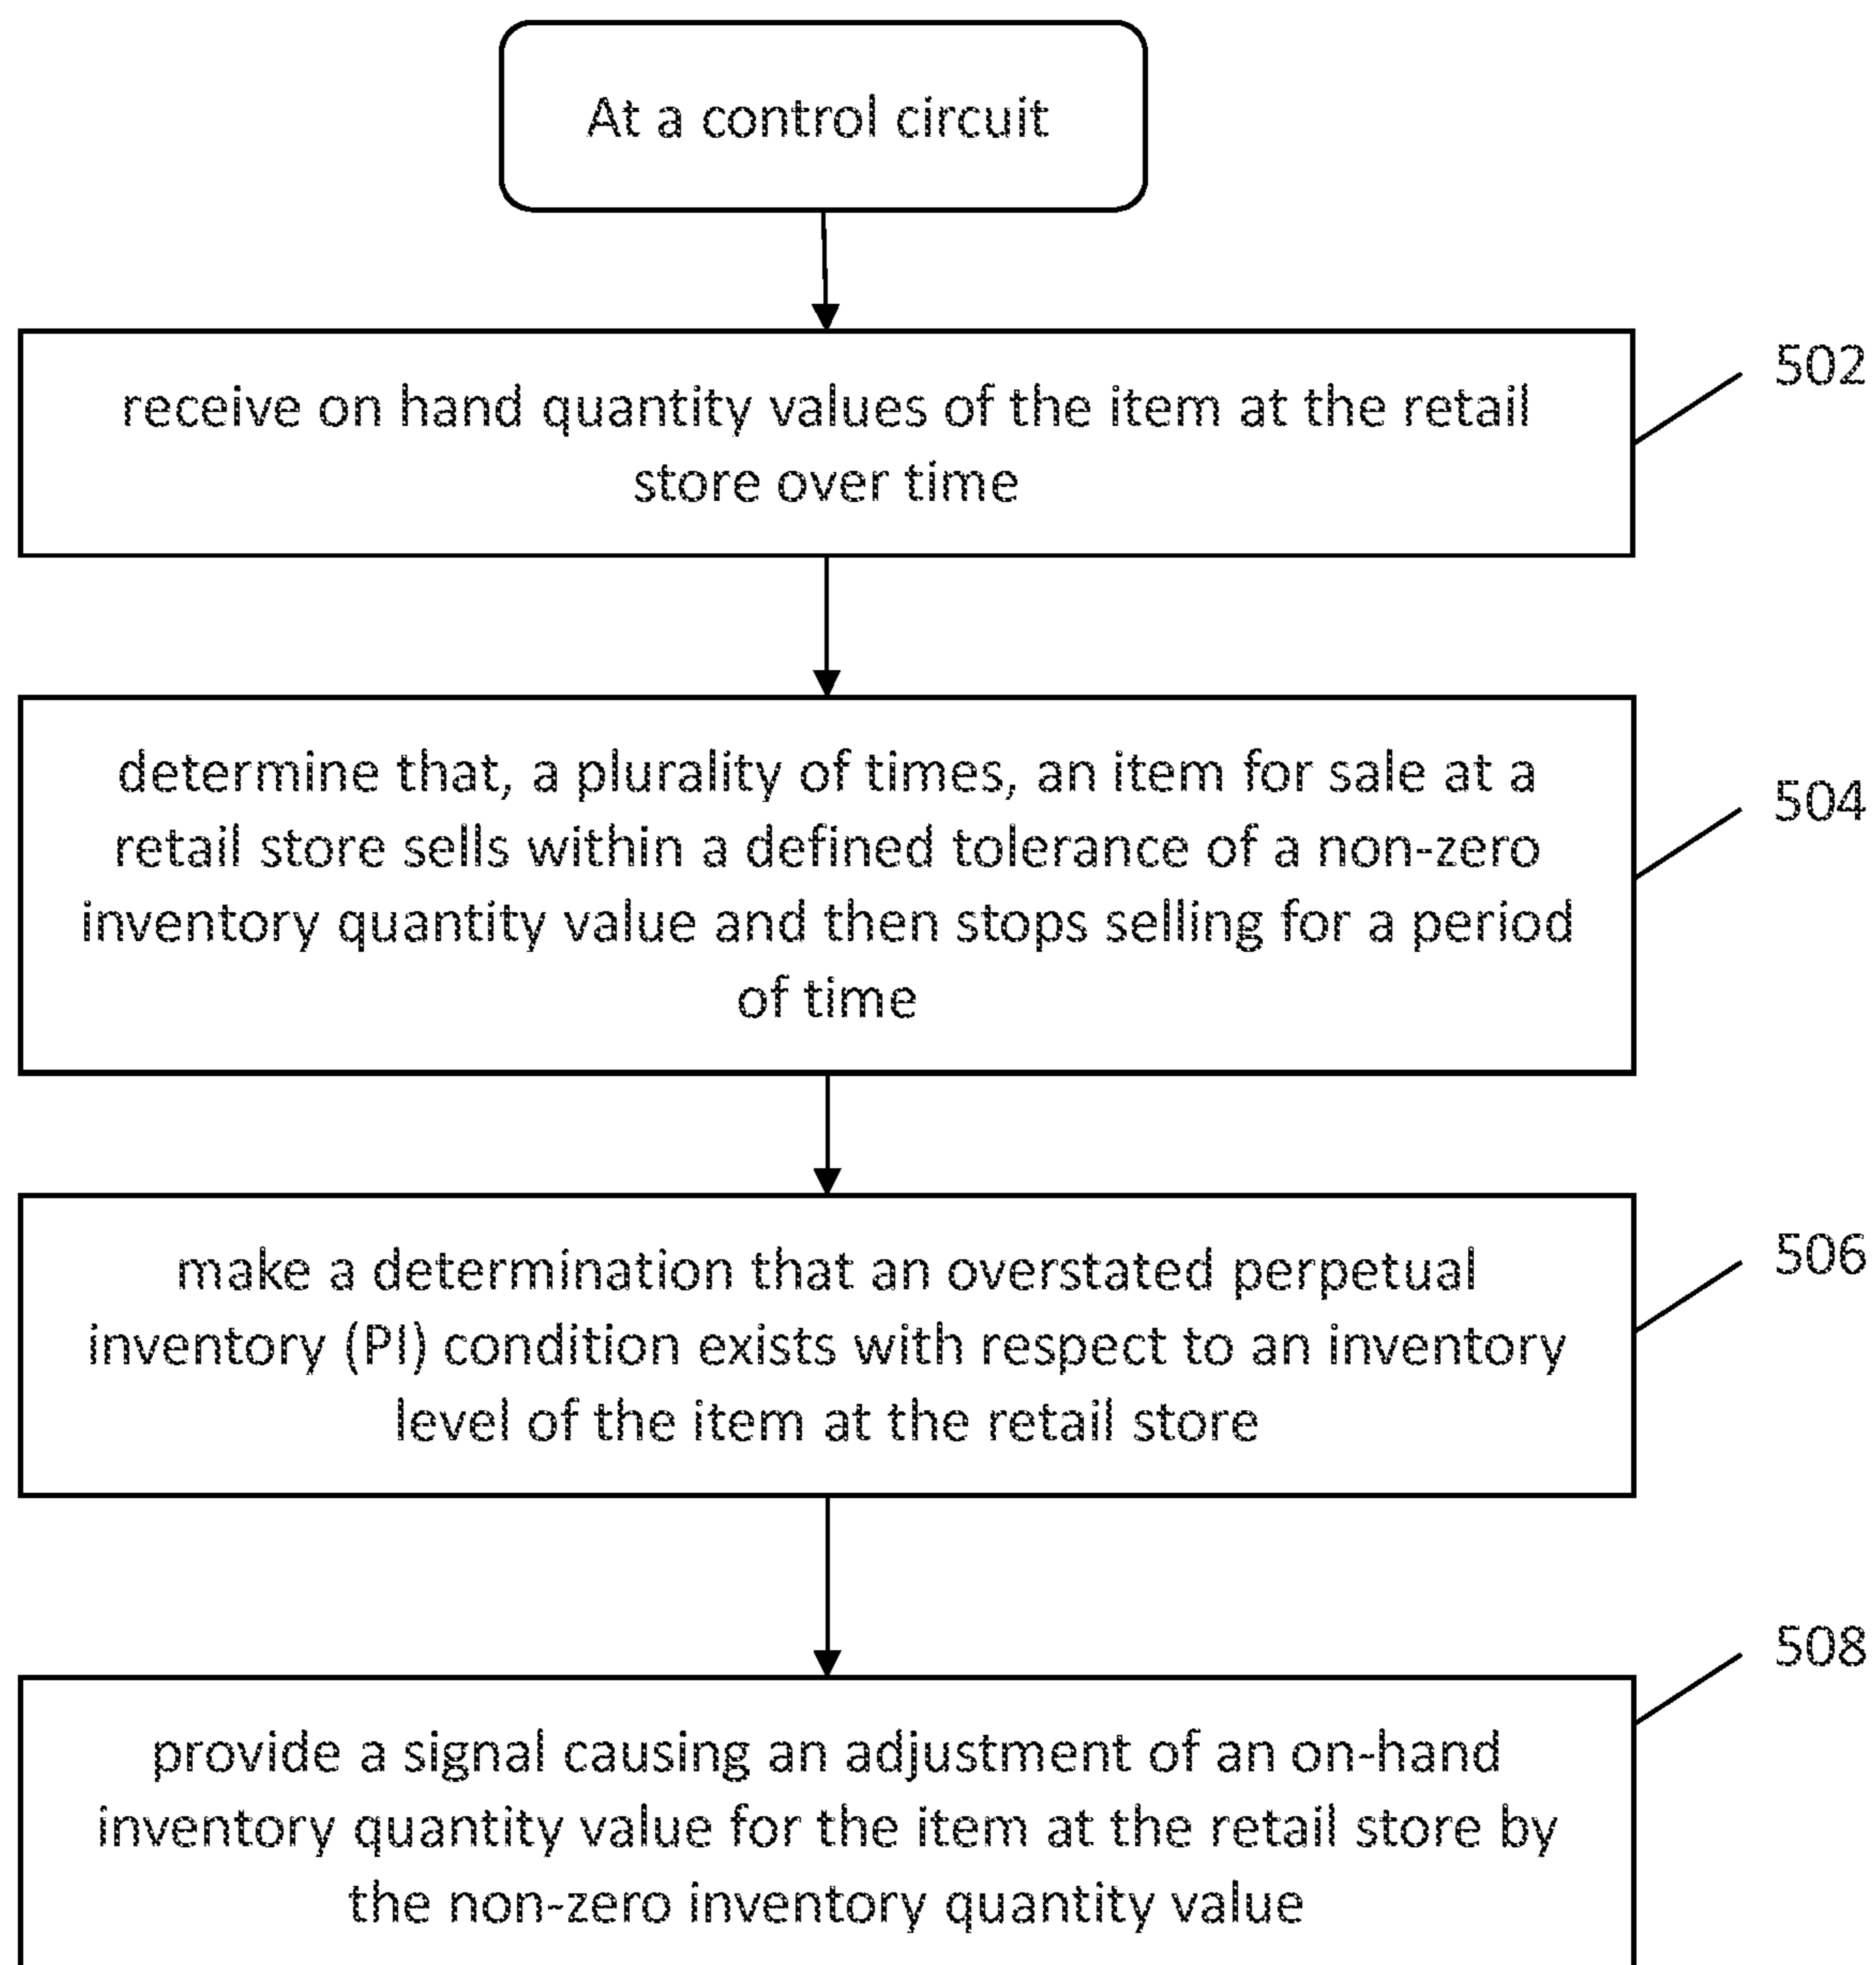 At a control circuit
receive on hand quantity values of the item at the retail
store over time
502
determine that, a plurality of times, an item for sale at a
retail store sells within a defined tolerance of a non-zero
inventory quantity value and then stops selling for a period
of time
504
make a determination that an overstated perpetual
inventory (PI) condition exists with respect to an inventory
level of the item at the retail store
506
provide a signal causing an adjustment of an on-hand
inventory quantity value for the item at the retail store by
the non-zero inventory quantity value
508